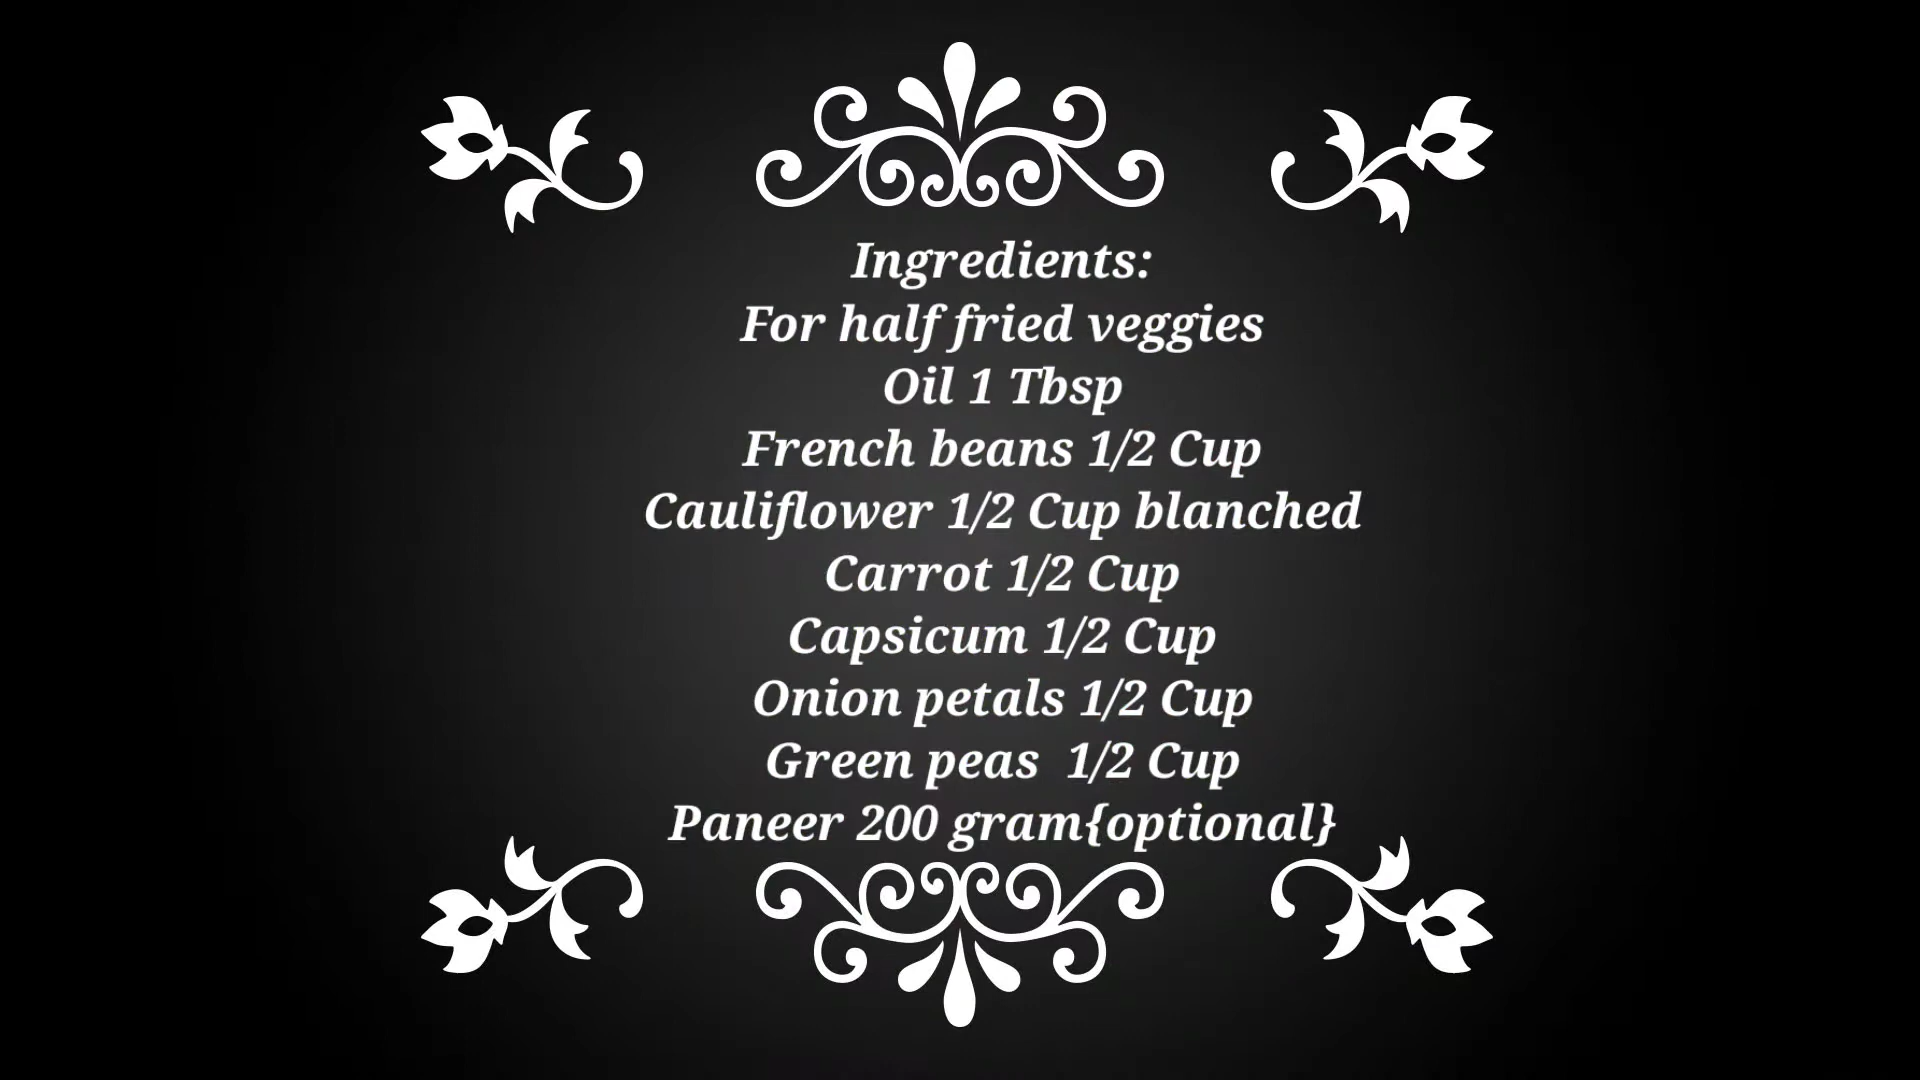 Ingredients:
For half fried veggies
Oil 1 Tbsp
French beans 1/2 Cup
Cauliflower 1/2 Cup blanched
Carrot 1/2 Cup
Capsicum 1/2 Cup
Onion petals 1/2 Cup
Green peas  1/2 Cup
Paneer 200 gram{optional}